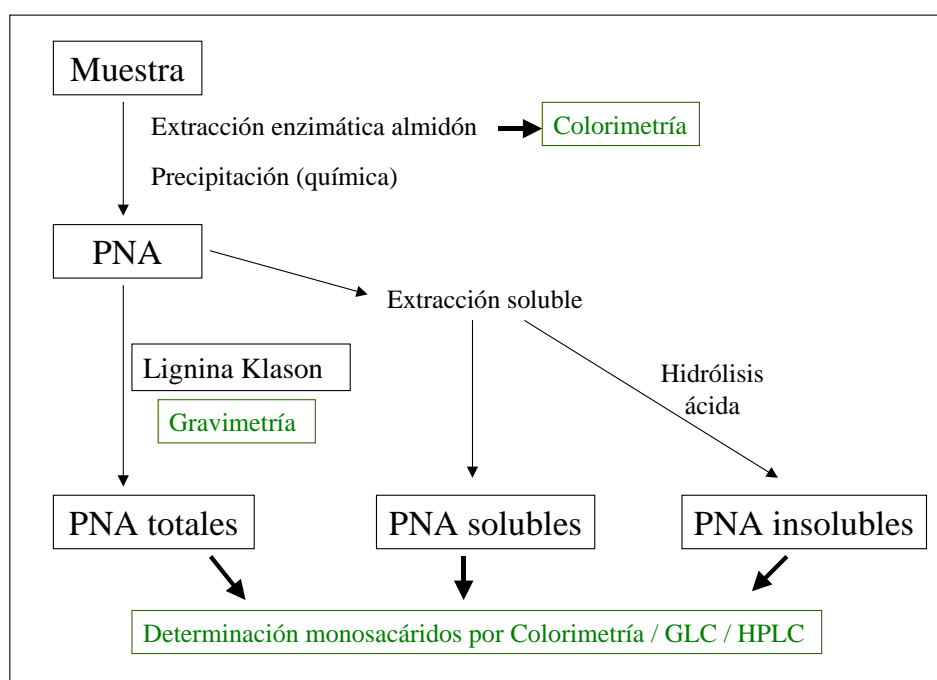 Muestra
Extracción enzimática almidón
Colorimetría
Precipitación (química)
PNA
Extracción soluble
Lignina Klason
Hidrólisis
ácida
Gravimetría
PNA totales
PNA solubles
PNA insolubles
Determinación monosacáridos por Colorimetría / GLC / HPLC